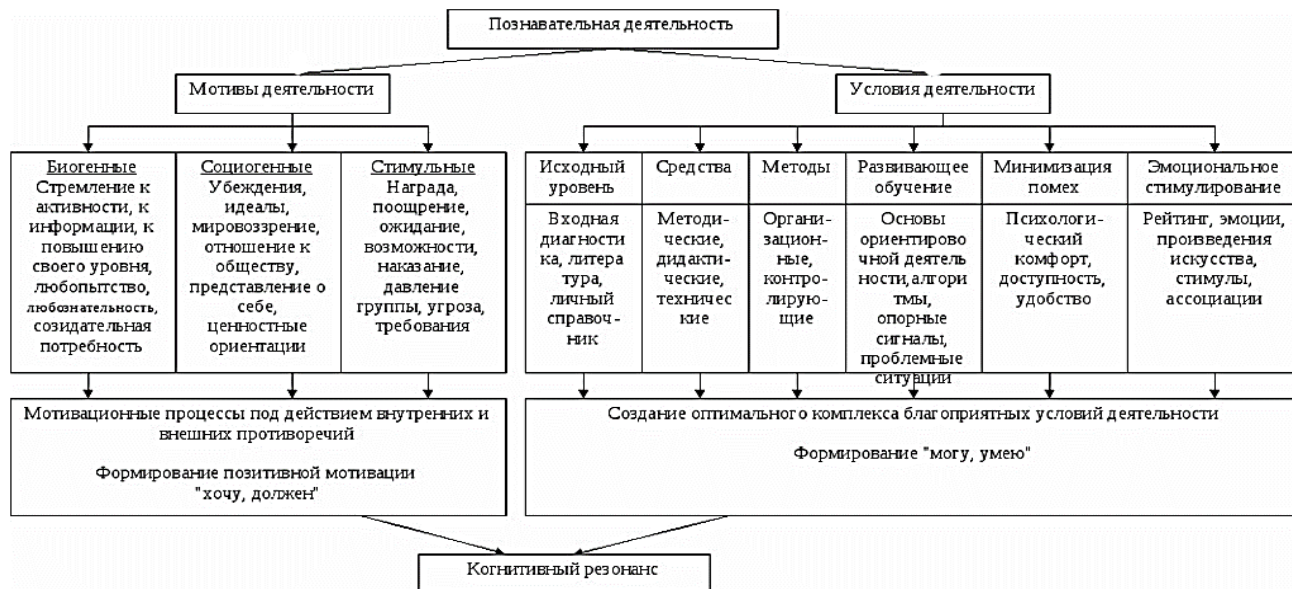 Познавательная деятельность
Мотивы деятельности
Условия деятельности
Биогенные
Стремление к
активности, к
информации, к
повышению
своего уровня,
любопытство,
любознательность,
созидательная
потребность
Социогенные
Убеждения,
идеалы,
мировоззрение,
отношение к
обществу,
представление о
себе,
ценностные
ориентации
Стимульные
Награда,
поощрение,
ожидание,
возможности,
наказание,
давление
группы, угроза,
требования
Исходный
уровень
Входная
диагности
ка, литера
тура,
личный
справоч-
ник
Средства
Методи-
ческие,
дидакти-
ческие,
техничес
кие
Методы
Органи-
зацион-
ные,
контро-
лирую-
щие
Развивающее
обучение
Основы
ориентирово
чной деятель
ности,алгори
тмы,
опорные
сигналы,
проблемные
ситуации
Минимизация
помех
Психологи-
ческий
комфорт,
доступность,
удобство
Эмоциональное
стимулирование
Рейтинг, эмоции,
произведения
искусства,
стимулы,
ассоциации
Мотивационные процессы под действием внутренних и
внешних противоречий
Формирование позитивной мотивации
"хочу, должен"
Создание оптимального комплекса благоприятных условий деятельности
Формирование "могу, умею"
Когнитивный резонанс